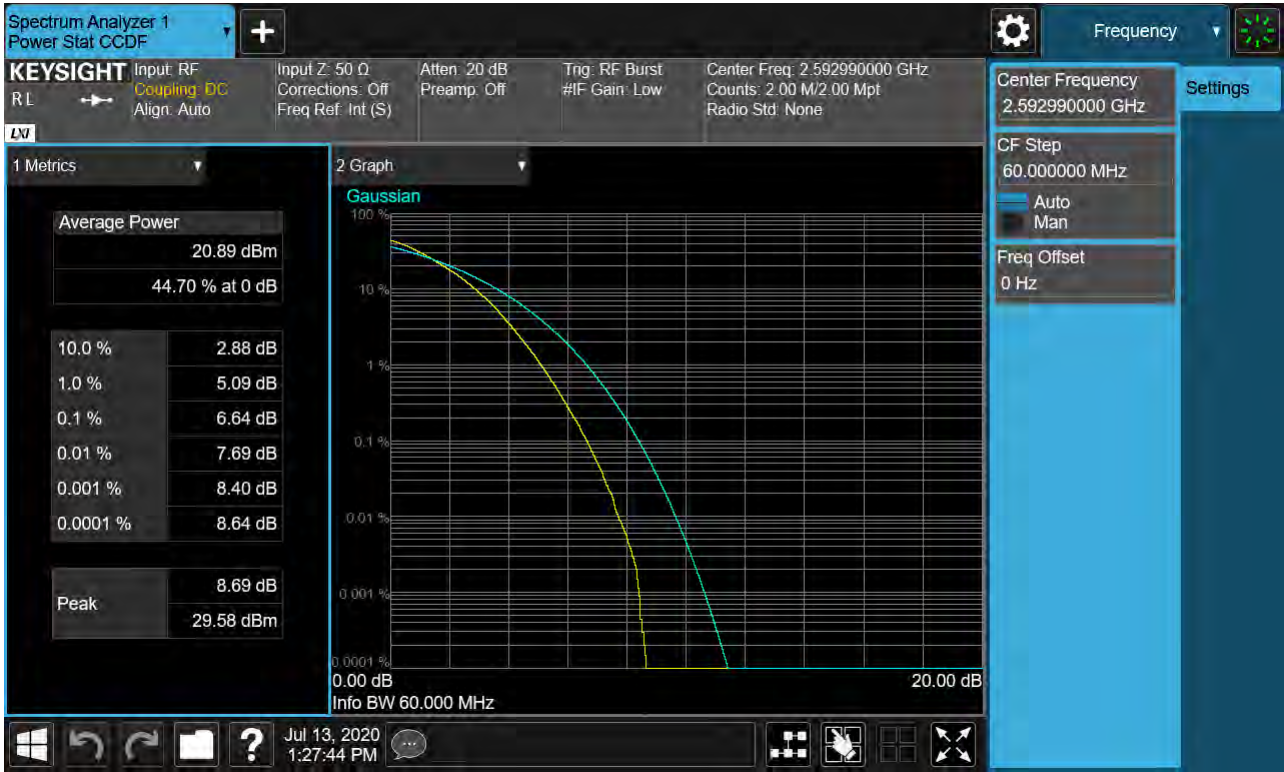 Spectrum Analyzer 1
Power Stat CCDF
Frequency
KEYSIGHT
RL
LXI
Input: RF
Coupling: DC
Align: Auto
Input Z: 50 Ω
Corrections: Off
Freq Ref: Int (S)
Atten: 20 dB
Preamp: Off
Trig: RF Burst
#IF Gain: Low
Center Freq: 2.592990000 GHz
Counts: 2.00 M/2.00 Mpt
Radio Std: None
Center Frequency
2.592990000 GHz
Settings
CF Step
60.000000 MHz
Auto
Man
Freq Offset
0 Hz
1 Metrics
Average Power
20.89 dBm
44.70 % at 0 dB
10.0 % 2.88 dB
1.0 % 5.09 dB
0.1 % 6.64 dB
0.01 % 7.69 dB
0.001 % 8.40 dB
0.0001 % 8.64 dB
Peak
8.69 dB
29.58 dBm
2 Graph
Gaussian
100 %
10 %
1 %
0.1 %
0.01 %
0.001 %
0.0001 %
0.00 dB
20.00 dB
Info BW 60.000 MHz
?
Jul 13, 2020
1:27:44 PM